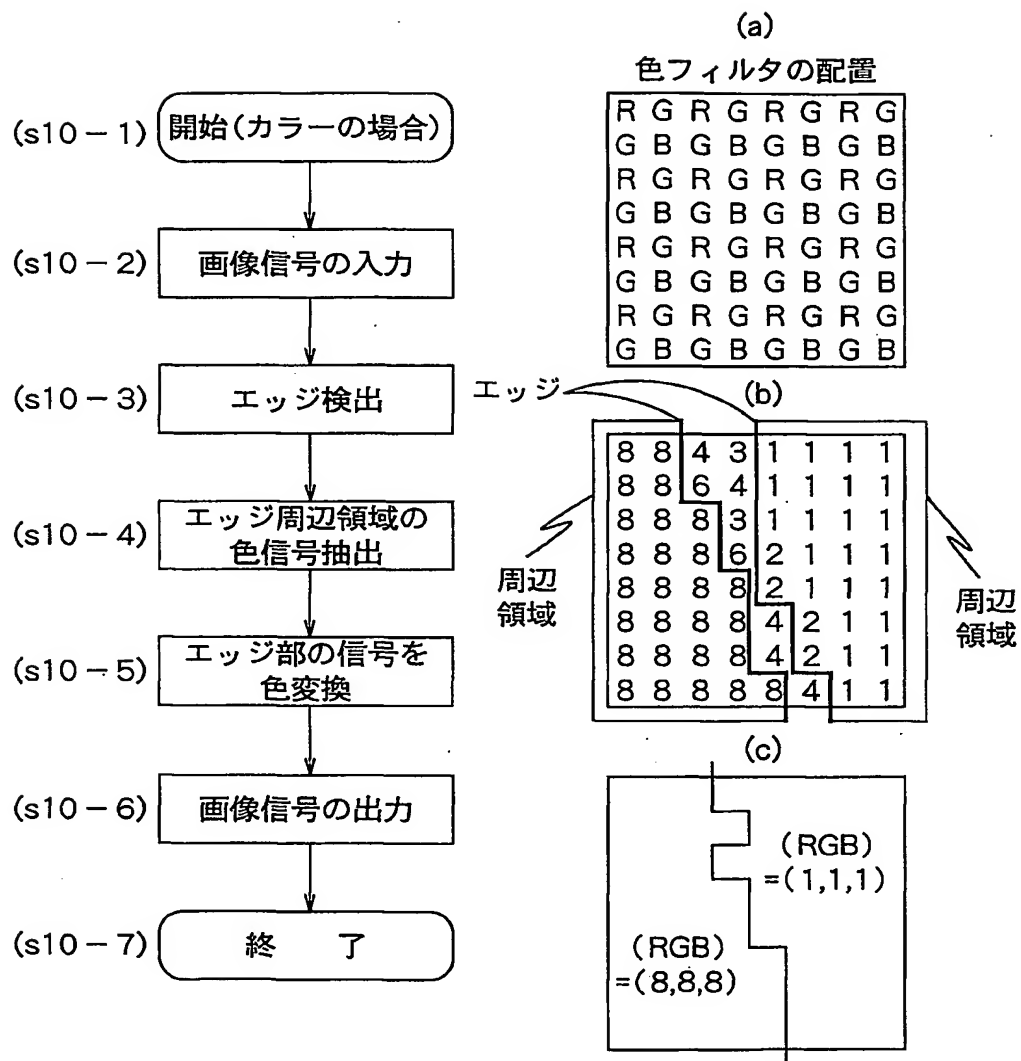 (s10-1) 開始(カラーの場合)
(s10-2) 画像信号の入力
(s10-3) エッジ検出
(s10-4) エッジ周辺領域の
色信号抽出
(s10-5) エッジ部の信号を
色変換
(s10-6) 画像信号の出力
(s10-7) 終 了
(a)
色フィルタの配置
R G R G R G R G
G B G B G B G B
R G R G R G R G
G B G B G B G B
R G R G R G R G
G B G B G B G B
R G R G R G R G
G B G B G B G B
エッジ
(b)
8 8 4 3 1 1 1 1
8 8 6 4 1 1 1 1
8 8 8 3 1 1 1 1
8 8 8 6 2 1 1 1
8 8 8 8 2 1 1 1
8 8 8 8 4 2 1 1
8 8 8 8 4 2 1 1
8 8 8 8 8 4 1 1
周辺
領域
周辺
領域
(c)
(RGB)
=(1,1,1)
(RGB)
=(8,8,8)